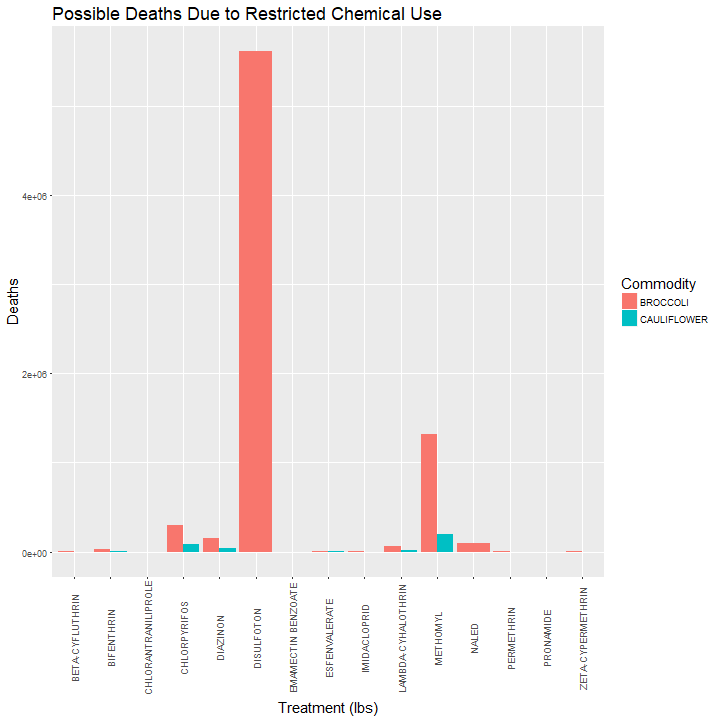 Possible Deaths Due to Restricted Chemical Use
Deaths
4e+06
2e+06
0e+00
BETA-CYFLUTHRIN
BIFENTHRIN
CHLORANTRANILIPROLE
CHLORPYRIFOS
DIAZINON
DISULFOTON
EMAMECTIN BENZOATE
ESFENVALERATE
IMIDACLOPRID
LAMBDA-CYHALOTHRIN
METHOMYL
NALED
PERMETHRIN
PRONAMIDE
ZETA-CYPERMETHRIN
Treatment (lbs)
Commodity
BROCCOLI
CAULIFLOWER